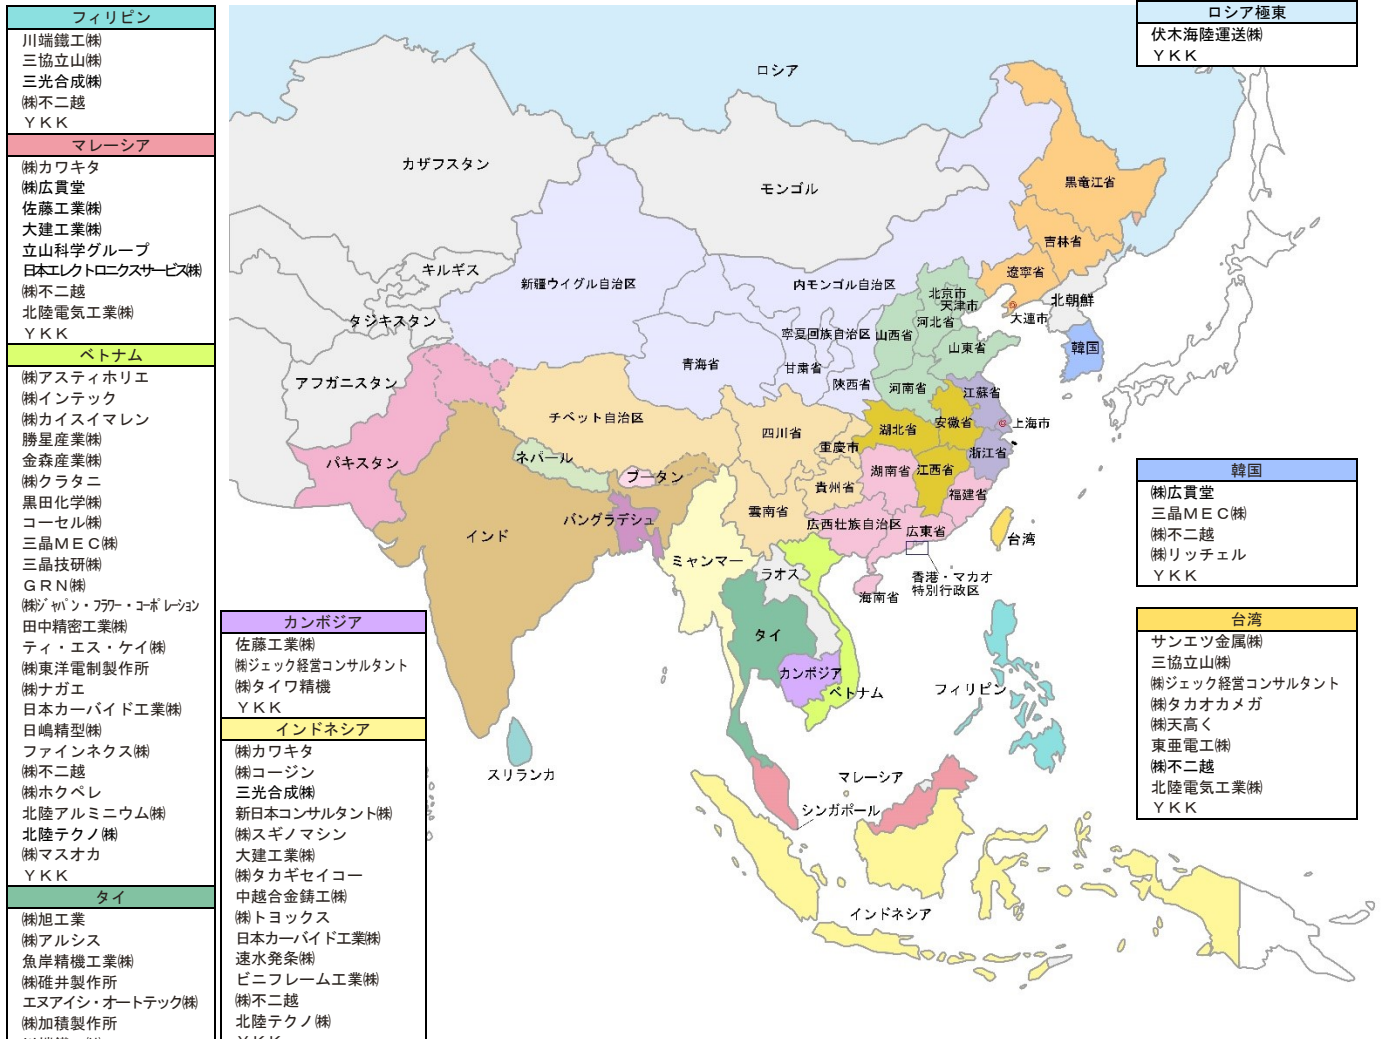 フィリピン
川端鐵工㈱
三協立山㈱
三光合成㈱
㈱不二越
ＹＫＫ
マレーシア
㈱カワキタ
㈱広貫堂
佐藤工業㈱
大建工業㈱
立山科学グループ
日本エレクトロニクスサービス㈱
㈱不二越
北陸電気工業㈱
ＹＫＫ
ベトナム
㈱アスティホリエ
㈱インテック
㈱カイスイマレン
勝星産業㈱
金森産業㈱
㈱クラタニ
黒田化学㈱
コーセル㈱
三晶ＭＥＣ㈱
三晶技研㈱
ＧＲＮ㈱
㈱ｼﾞｬﾊﾟﾝ・ﾌﾗﾜｰ・ｺｰﾎﾟﾚｰｼｮﾝ
田中精密工業㈱
ティ・エス・ケイ㈱
㈱東洋電制製作所
㈱ナガエ
日本カーバイド工業㈱
日嶋精型㈱
ファインネクス㈱
㈱不二越
㈱ホクペレ
北陸アルミニウム㈱
北陸テクノ㈱
㈱マスオカ
ＹＫＫ
タイ
㈱旭工業
㈱アルシス
魚岸精機工業㈱
㈱碓井製作所
エヌアイシ・オートテック㈱
㈱加積製作所
カンボジア
佐藤工業㈱
㈱ジェック経営コンサルタント
㈱タイワ精機
ＹＫＫ
インドネシア
㈱カワキタ
㈱コージン
三光合成㈱
新日本コンサルタント㈱
㈱スギノマシン
大建工業㈱
㈱タカギセイコー
中越合金鋳工㈱
㈱トヨックス
日本カーバイド工業㈱
速水発条㈱
ビニフレーム工業㈱
㈱不二越
北陸テクノ㈱
ＹＫＫ
ロシア極東
伏木海陸運送㈱
ＹＫＫ
韓国
㈱広貫堂
三晶ＭＥＣ㈱
㈱不二越
㈱リッチェル
ＹＫＫ
台湾
サンエツ金属㈱
三協立山㈱
㈱ジェック経営コンサルタント
㈱タカオカメガ
㈱天高く
東亜電工㈱
㈱不二越
北陸電気工業㈱
ＹＫＫ
ロシア
カザフスタン
モンゴル
黒竜江省
吉林省
遼寧省
キルギス
新疆ウイグル自治区
内モンゴル自治区
北京市
天津市
北朝鮮
大連市
タジキスタン
寧夏回族自治区
山西省
河北省
山東省
韓国
青海省
甘粛省
アフガニスタン
陝西省
河南省
江蘇省
チベット自治区
四川省
湖北省
安徽省
上海市
重慶市
浙江省
ネパール
パキスタン
ブータン
湖南省
江西省
貴州省
福建省
雲南省
バングラデシュ
広西壮族自治区
広東省
インド
台湾
ミャンマー
ラオス
香港・マカオ
特別行政区
海南省
タイ
カンボジア
ベトナム
フィリピン
スリランカ
マレーシア
シンガポール
インドネシア